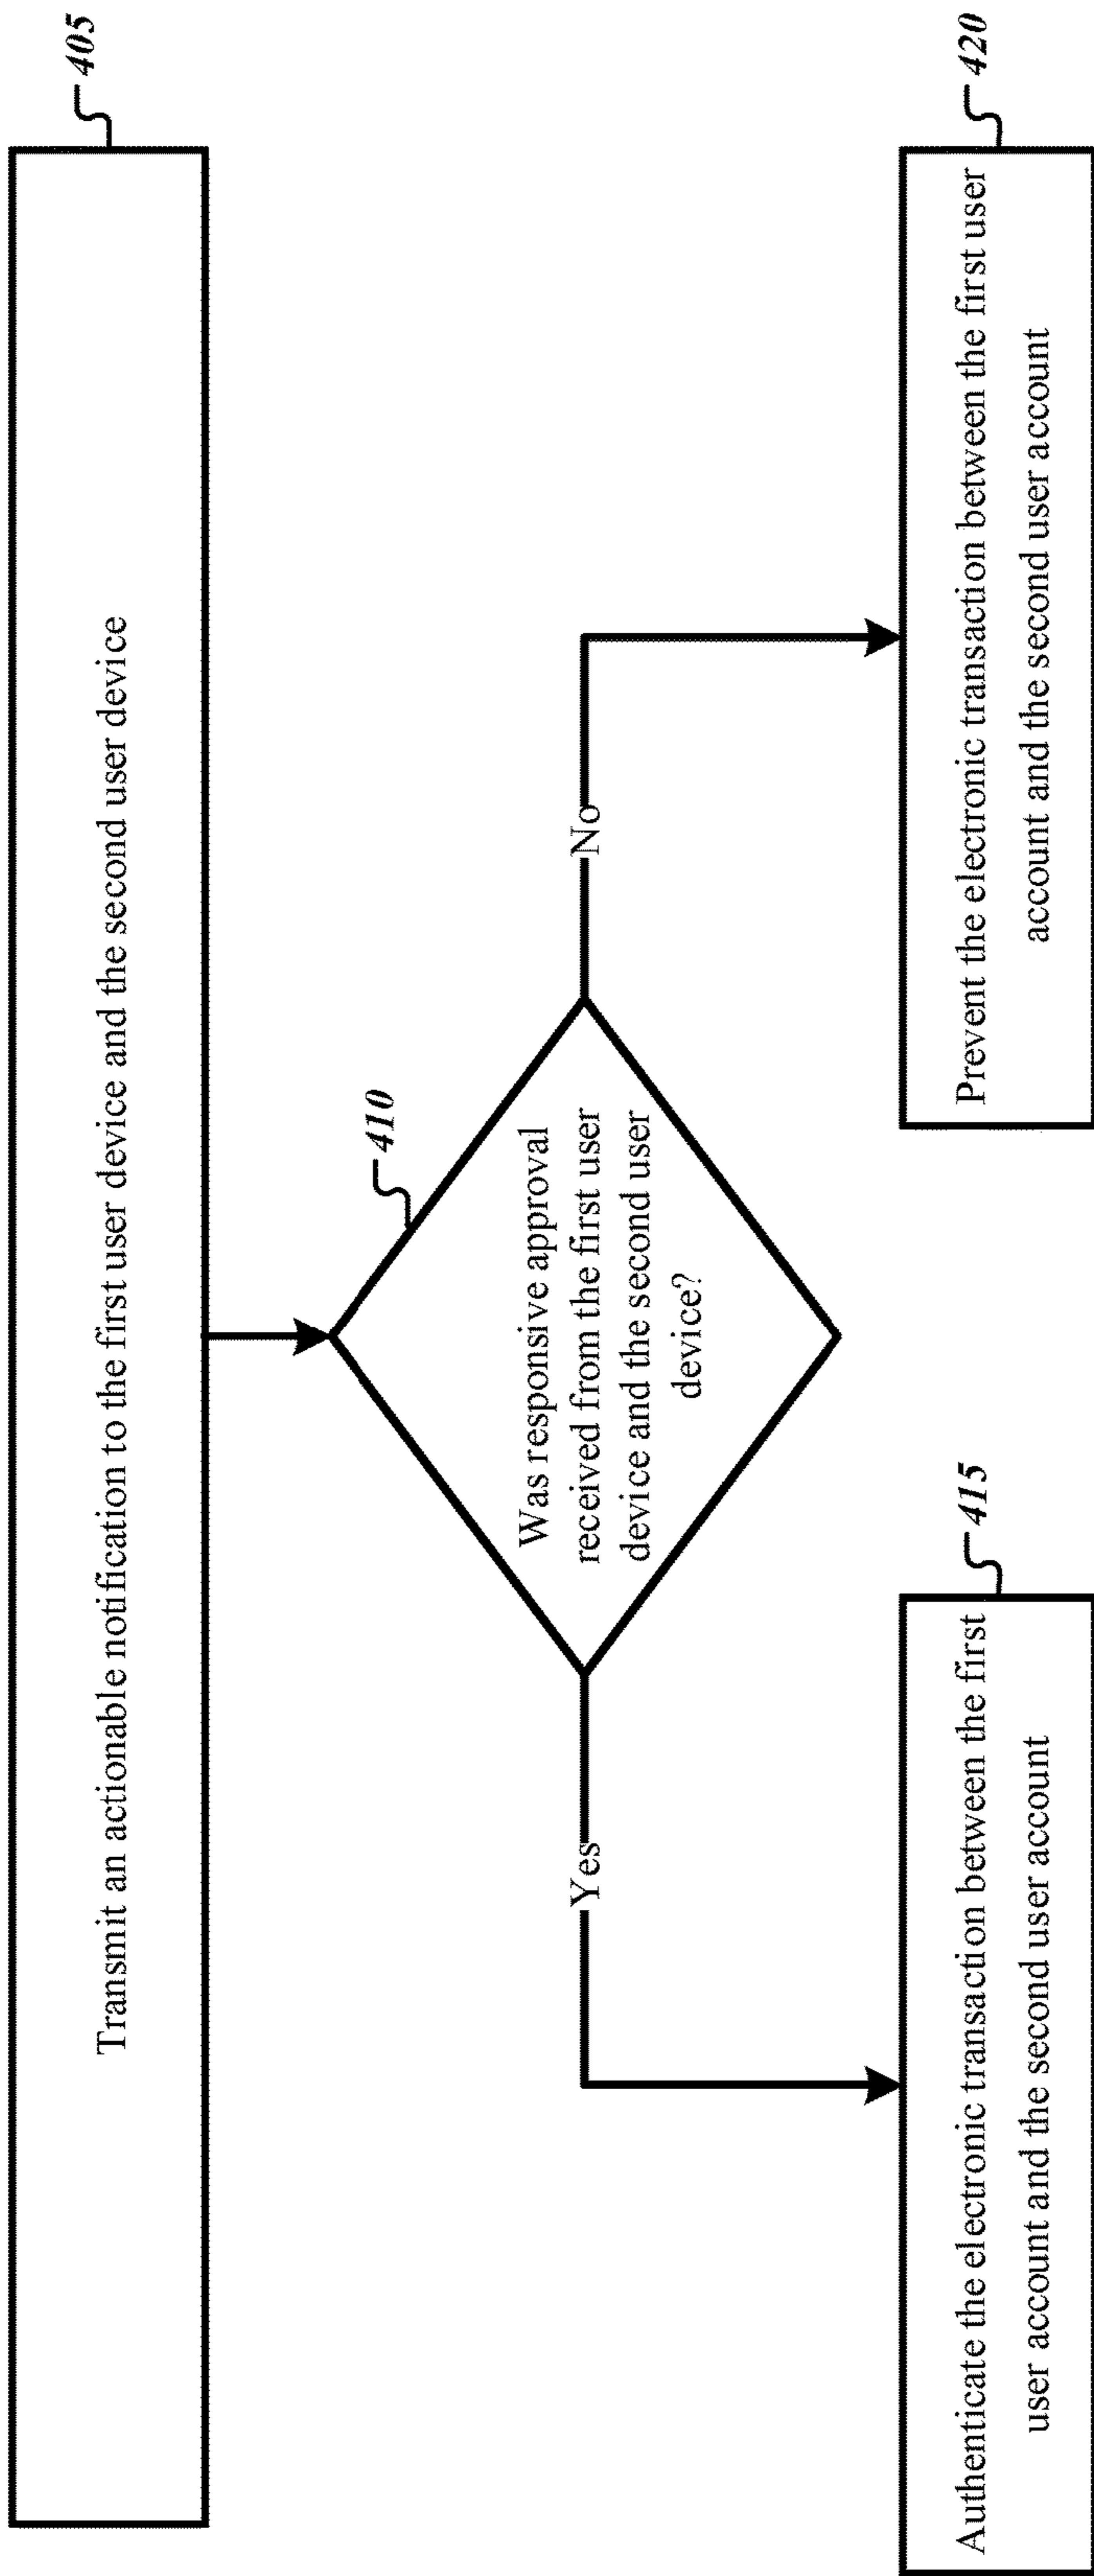 405
Transmit an actionable notification to the first user device and the second user device
410
Was responsive approval
received from the first user
device and the second user
device?
Yes
No
415
Authenticate the electronic transaction between the first
user account and the second user account
420
Prevent the electronic transaction between the first user
account and the second user account